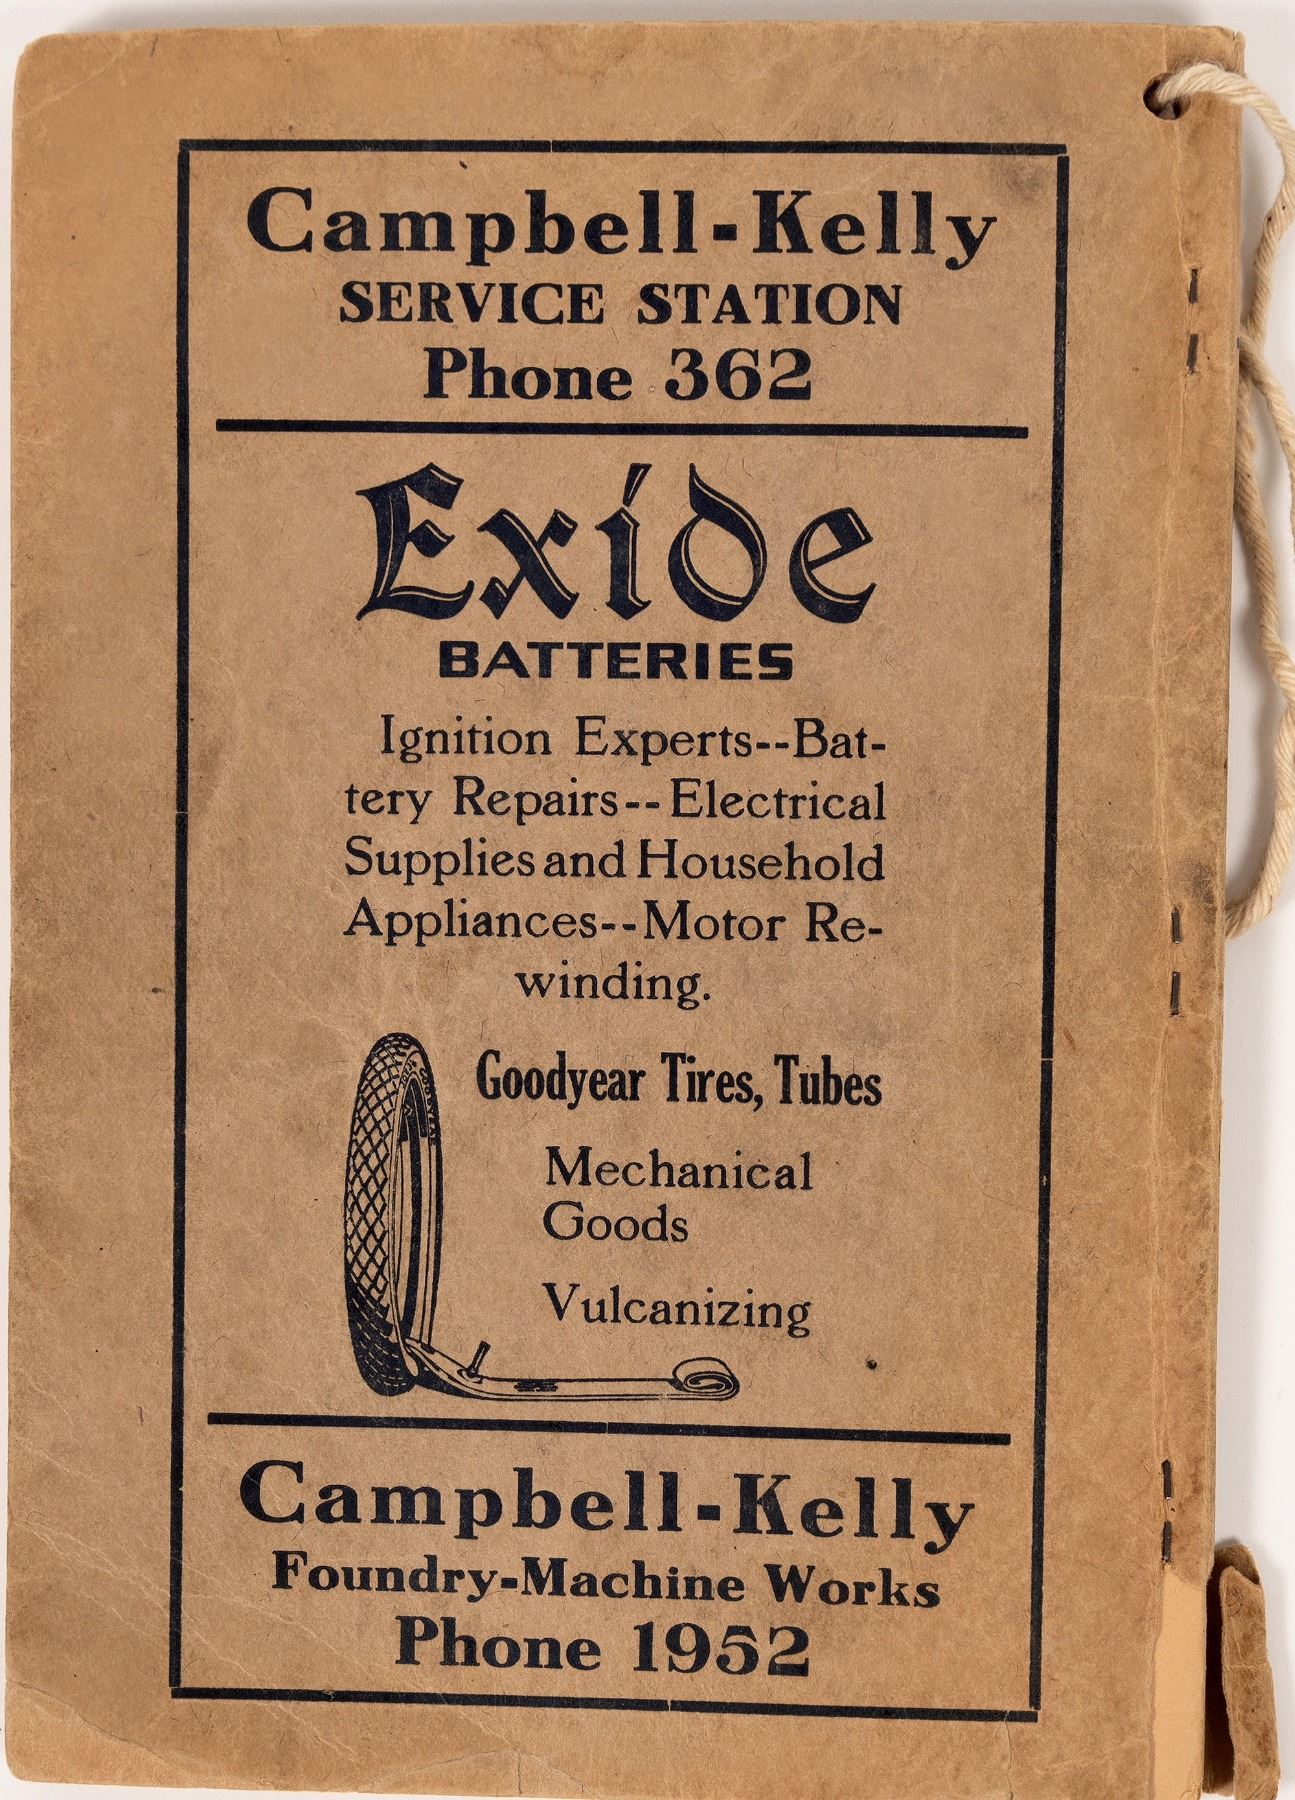 Campbell-Kelly
SERVICE STATION
Phone 362
Exide
BATTERIES
Ignition Experts--Bat-
tery Repairs--Electrical
Supplies and Household
Appliances--Motor Re-
winding.
GOODYEAR
Goodyear Tires, Tubes
Mechanical
Goods
Vulcanizing
Campbell-Kelly
Foundry-Machine Works
Phone 1952